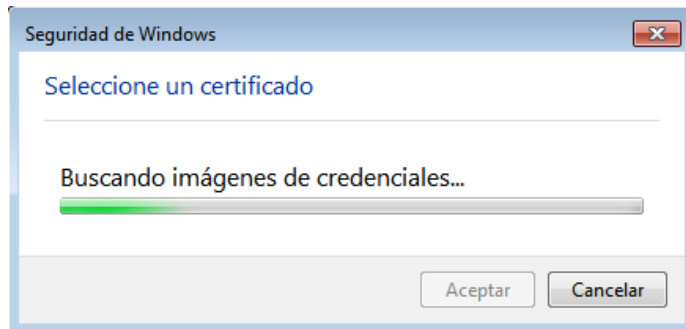 Seguridad de Windows
Seleccione un certificado
Buscando imágenes de credenciales...
Aceptar
Cancelar